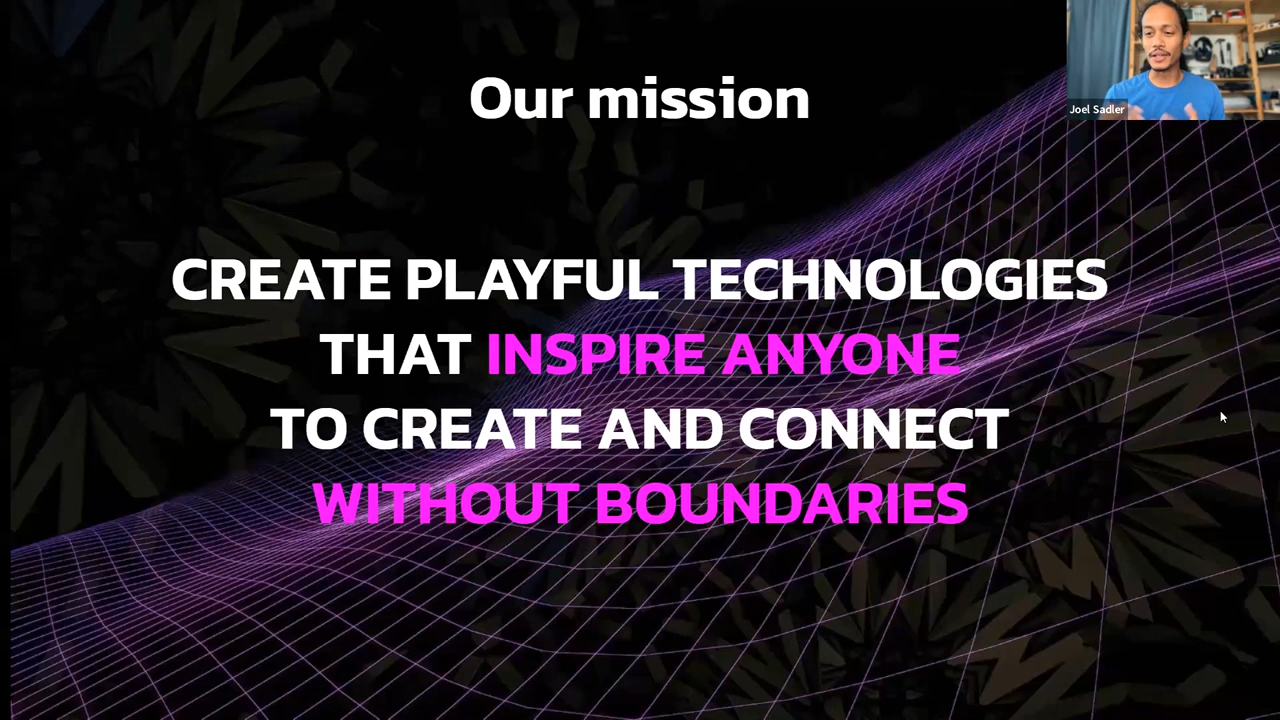 Our mission
Joel Sadler
CREATE PLAYFUL TECHNOLOGIES
THAT INSPIRE ANYONE
TO CREATE AND CONNECT
WITHOUT BOUNDARIES